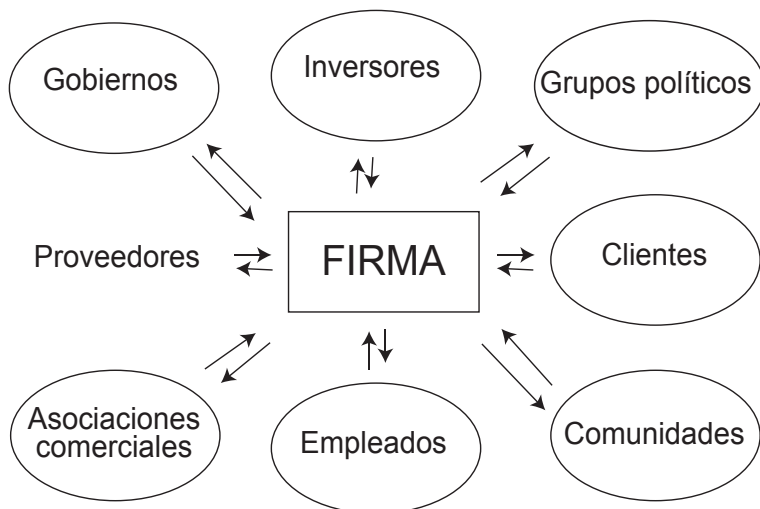 Gobiernos
Inversores
Grupos políticos
Proveedores
FIRMA
Clientes
Asociaciones
comerciales
Empleados
Comunidades